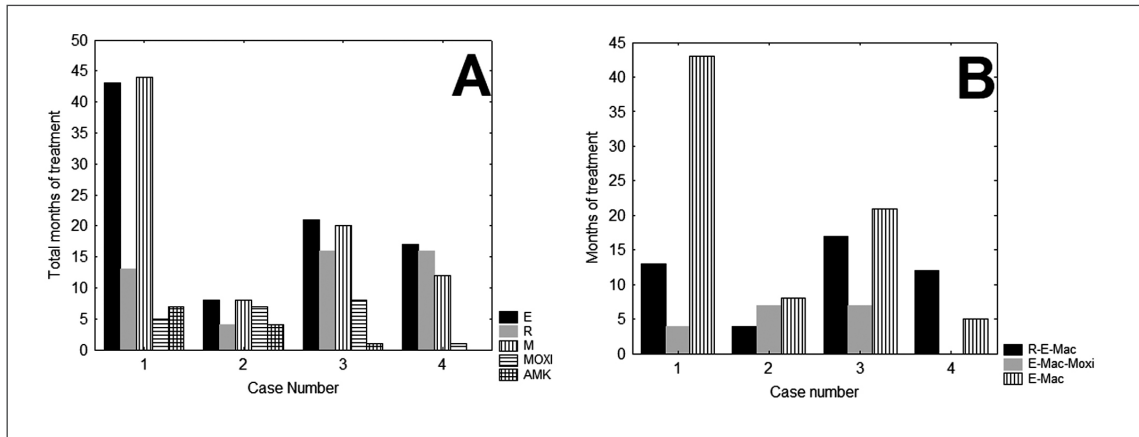 A
50
45
40
35
30
25
20
15
10
5
0
Total months of treatment
1 2 3 4
Case Number
E
R
M
MOXI
AMK
B
45
40
35
30
25
20
15
10
5
0
Months of treatment
1 2 3 4
Case number
R-E-Mac
E-Mac-Moxi
E-Mac